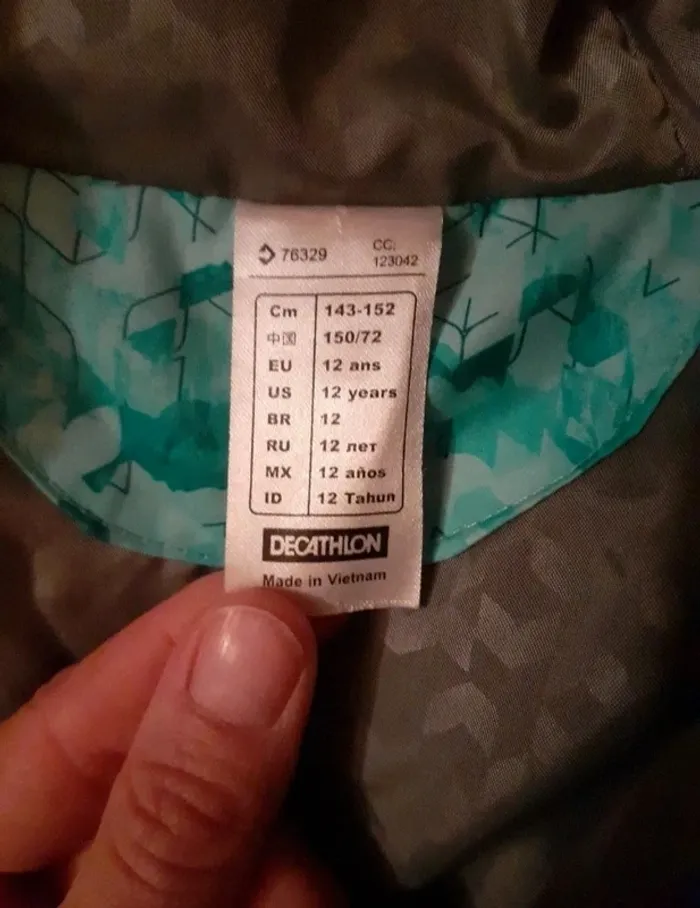 76329 CC: 123042
Cm 143-152
中国 150/72
EU 12 ans
US 12 years
BR 12
RU 12 лет
MX 12 años
ID 12 Tahun
DECATHLON
Made in Vietnam